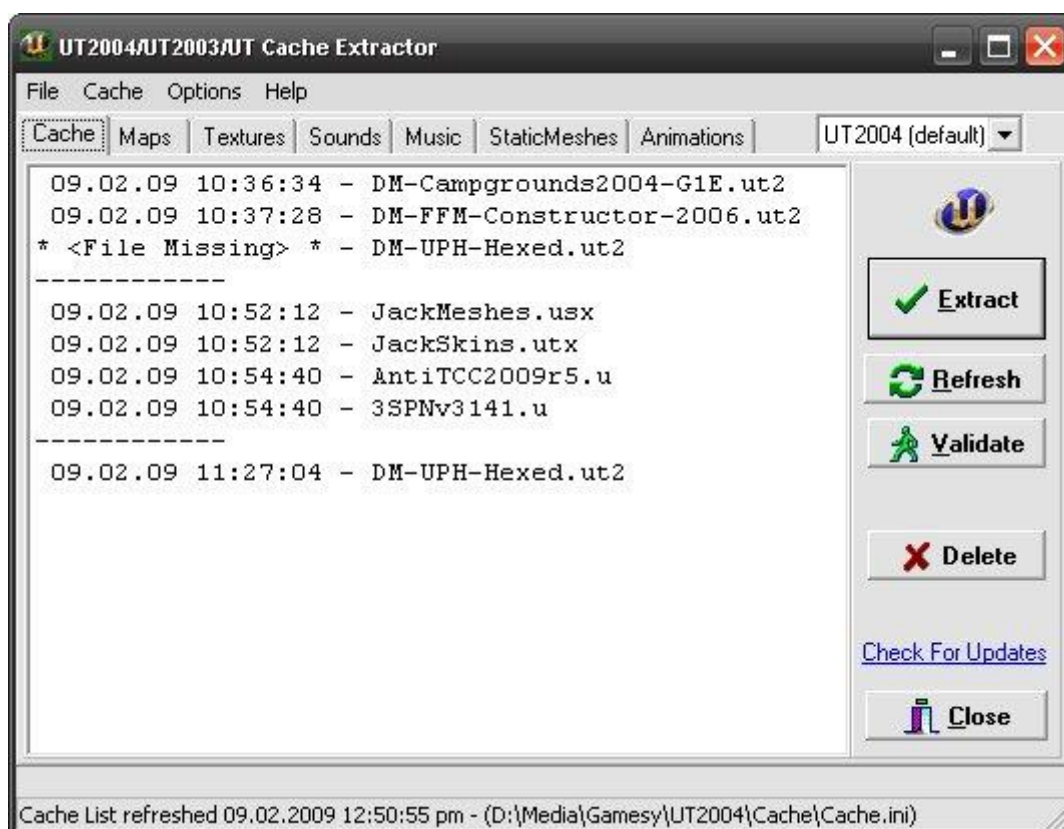 UT2004/UT2003/UT Cache Extractor
File Cache Options Help
Cache Maps Textures Sounds Music StaticMeshes Animations UT2004 (default)
09.02.09 10:36:34 - DM-Campgrounds2004-G1E.ut2
09.02.09 10:37:28 - DM-FFM-Constructor-2006.ut2
* <File Missing> * - DM-UPH-Hexed.ut2
------------
09.02.09 10:52:12 - JackMeshes.usx
09.02.09 10:52:12 - JackSkins.utx
09.02.09 10:54:40 - AntiTCC2009r5.u
09.02.09 10:54:40 - 3SPNv3141.u
------------
09.02.09 11:27:04 - DM-UPH-Hexed.ut2
Extract
Refresh
Validate
Delete
Check For Updates
Close
Cache List refreshed 09.02.2009 12:50:55 pm - (D:\Media\Gamesy\UT2004\Cache\Cache.ini)